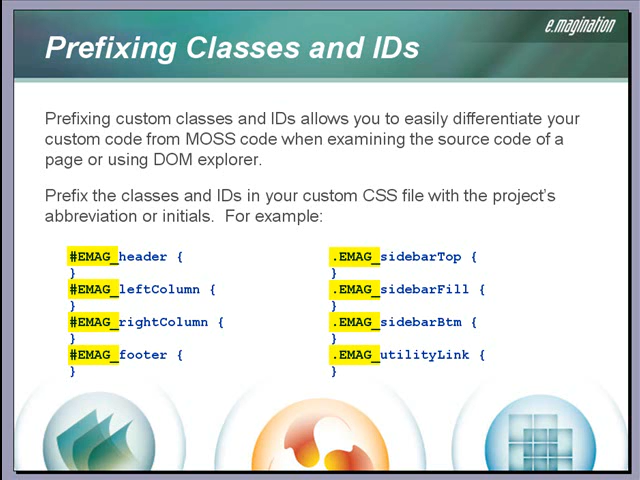 e.magination
Prefixing Classes and IDs
Prefixing custom classes and IDs allows you to easily differentiate your
custom code from MOSS code when examining the source code of a
page or using DOM explorer.
Prefix the classes and IDs in your custom CSS file with the project's
abbreviation or initials.  For example:
#EMAG_header {
}
#EMAG_leftColumn {
}
#EMAG_rightColumn {
}
#EMAG_footer {
}
.EMAG_sidebarTop {
}
.EMAG_sidebarFill {
}
.EMAG_sidebarBtm {
}
.EMAG_utilityLink {
}